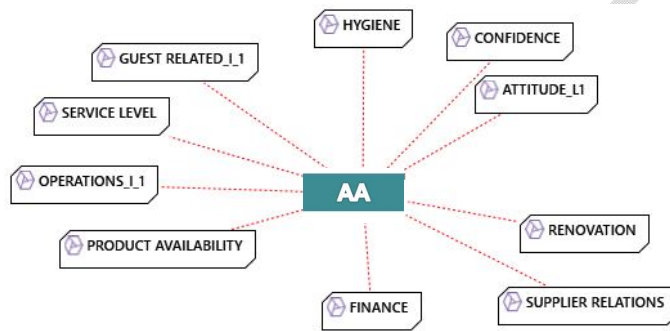 HYGIENE
CONFIDENCE
GUEST RELATED_I_1
ATTITUDE_L1
SERVICE LEVEL
OPERATIONS_I_1
AA
PRODUCT AVAILABILITY
RENOVATION
FINANCE
SUPPLIER RELATIONS